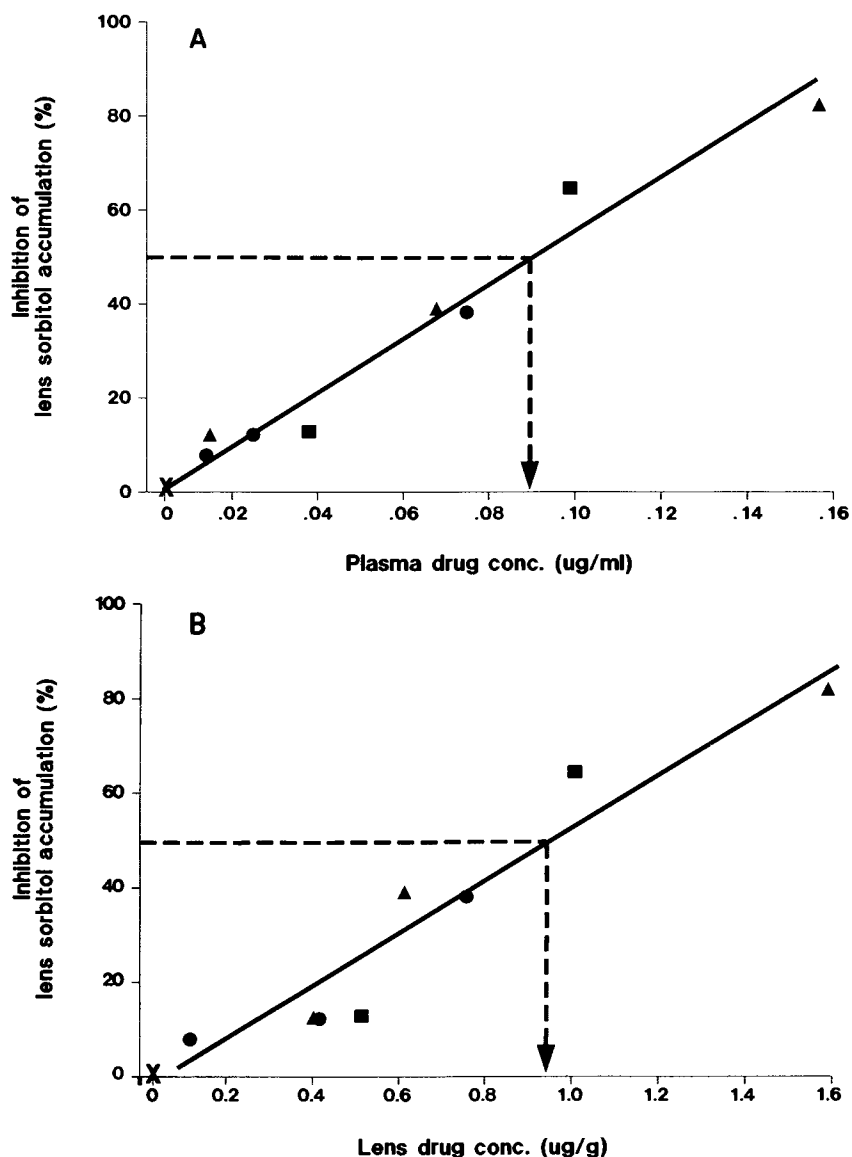 A
100
80
60
40
20
0
Inhibition of
lens sorbitol accumulation (%)
0 .02 .04 .06 .08 .10 .12 .14 .16
Plasma drug conc. (ug/ml)
B
100
80
60
40
20
0
Inhibition of
lens sorbitol accumulation (%)
0 0.2 0.4 0.6 0.8 1.0 1.2 1.4 1.6
Lens drug conc. (ug/g)